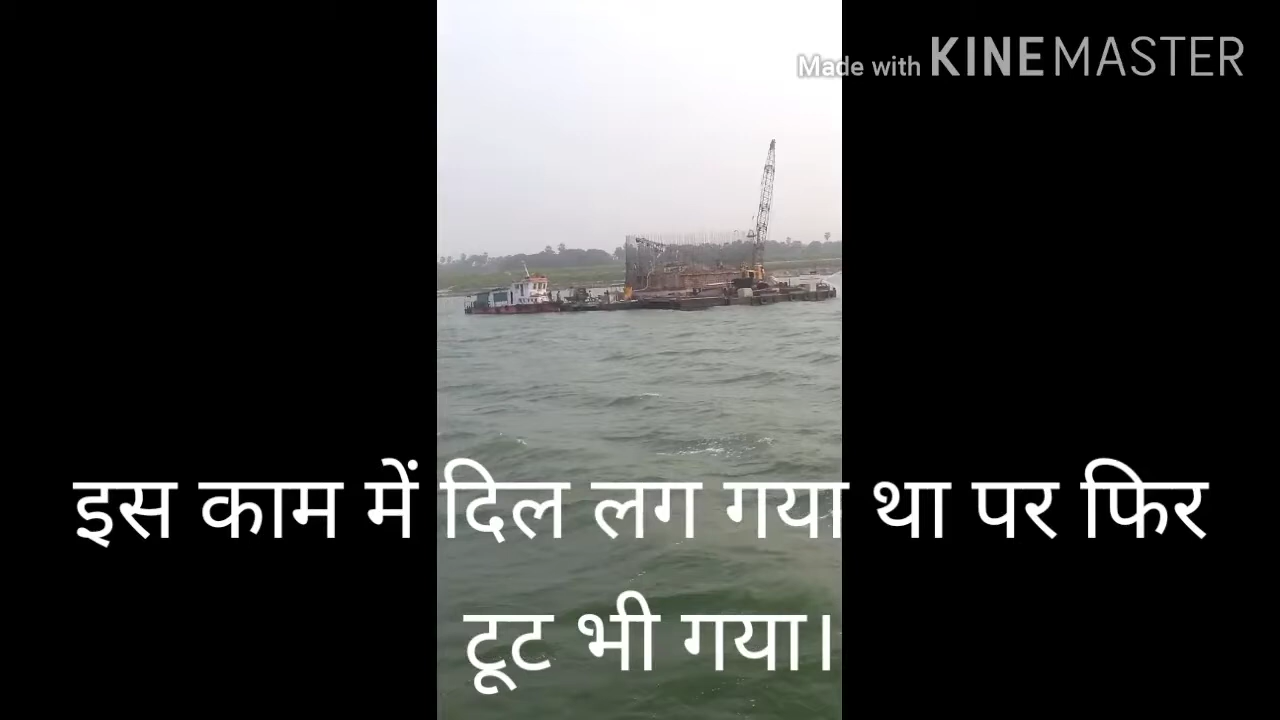 Made with KINEMASTER
इस काम में दिल लग गया था पर फिर
टूट भी गया।